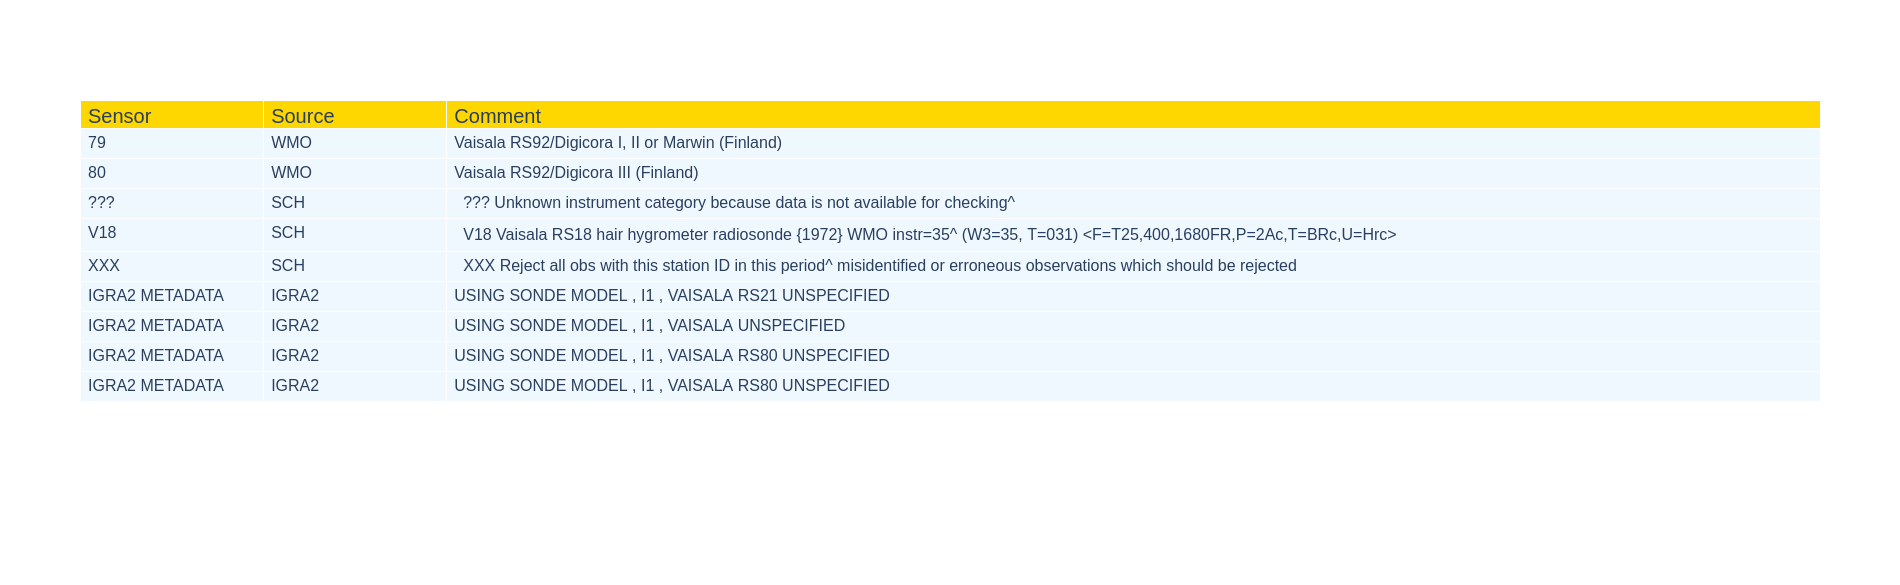 Sensor Source Comment
79 WMO Vaisala RS92/Digicora I, II or Marwin (Finland)
80 WMO Vaisala RS92/Digicora III (Finland)
??? SCH ??? Unknown instrument category because data is not available for checking^
V18 SCH V18 Vaisala RS18 hair hygrometer radiosonde {1972} WMO instr=35^ (W3=35, T=031) <F=T25,400,1680FR,P=2Ac,T=BRc,U=Hrc>
XXX SCH XXX Reject all obs with this station ID in this period^ misidentified or erroneous observations which should be rejected
IGRA2 METADATA IGRA2 USING SONDE MODEL , I1 , VAISALA RS21 UNSPECIFIED
IGRA2 METADATA IGRA2 USING SONDE MODEL , I1 , VAISALA UNSPECIFIED
IGRA2 METADATA IGRA2 USING SONDE MODEL , I1 , VAISALA RS80 UNSPECIFIED
IGRA2 METADATA IGRA2 USING SONDE MODEL , I1 , VAISALA RS80 UNSPECIFIED